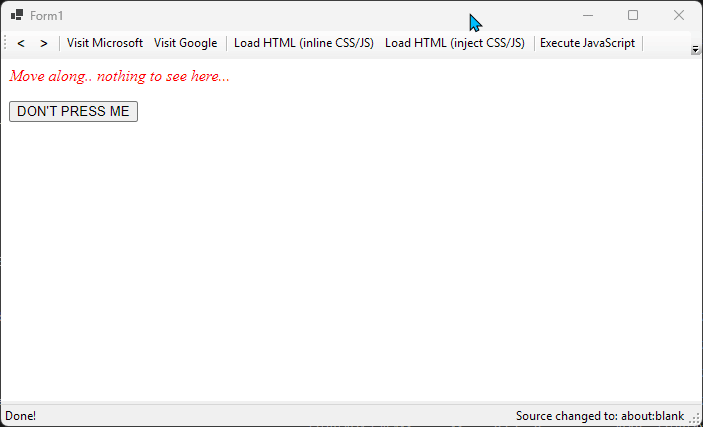 Form1
< > Visit Microsoft Visit Google Load HTML (inline CSS/JS) Load HTML (inject CSS/JS) Execute JavaScript
Move along.. nothing to see here...
DON'T PRESS ME
Done! Source changed to: about:blank